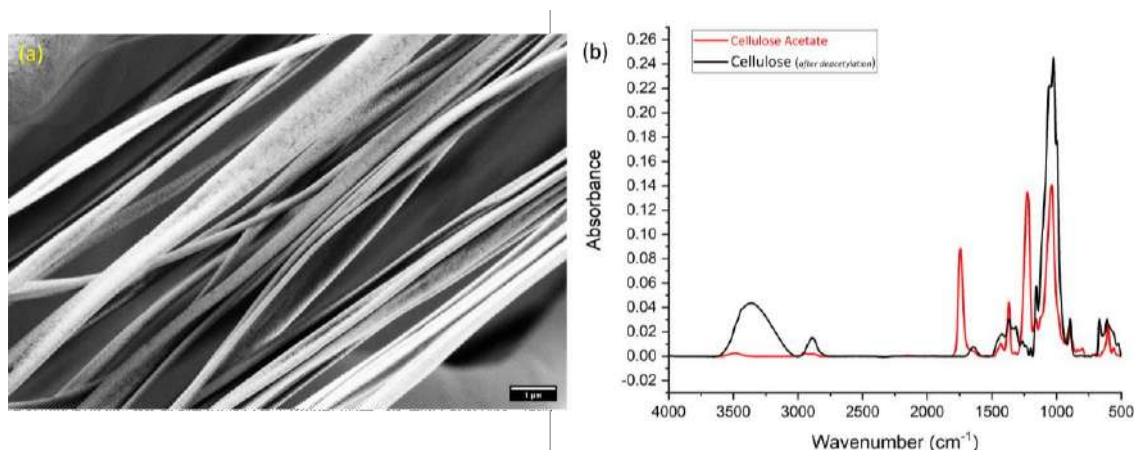 (a)
1 µm
(b)
Cellulose Acetate
Cellulose (after deacetylation)
Absorbance
0.26
0.24
0.22
0.20
0.18
0.16
0.14
0.12
0.10
0.08
0.06
0.04
0.02
0.00
-0.02
4000 3500 3000 2500 2000 1500 1000 500
Wavenumber (cm⁻¹)